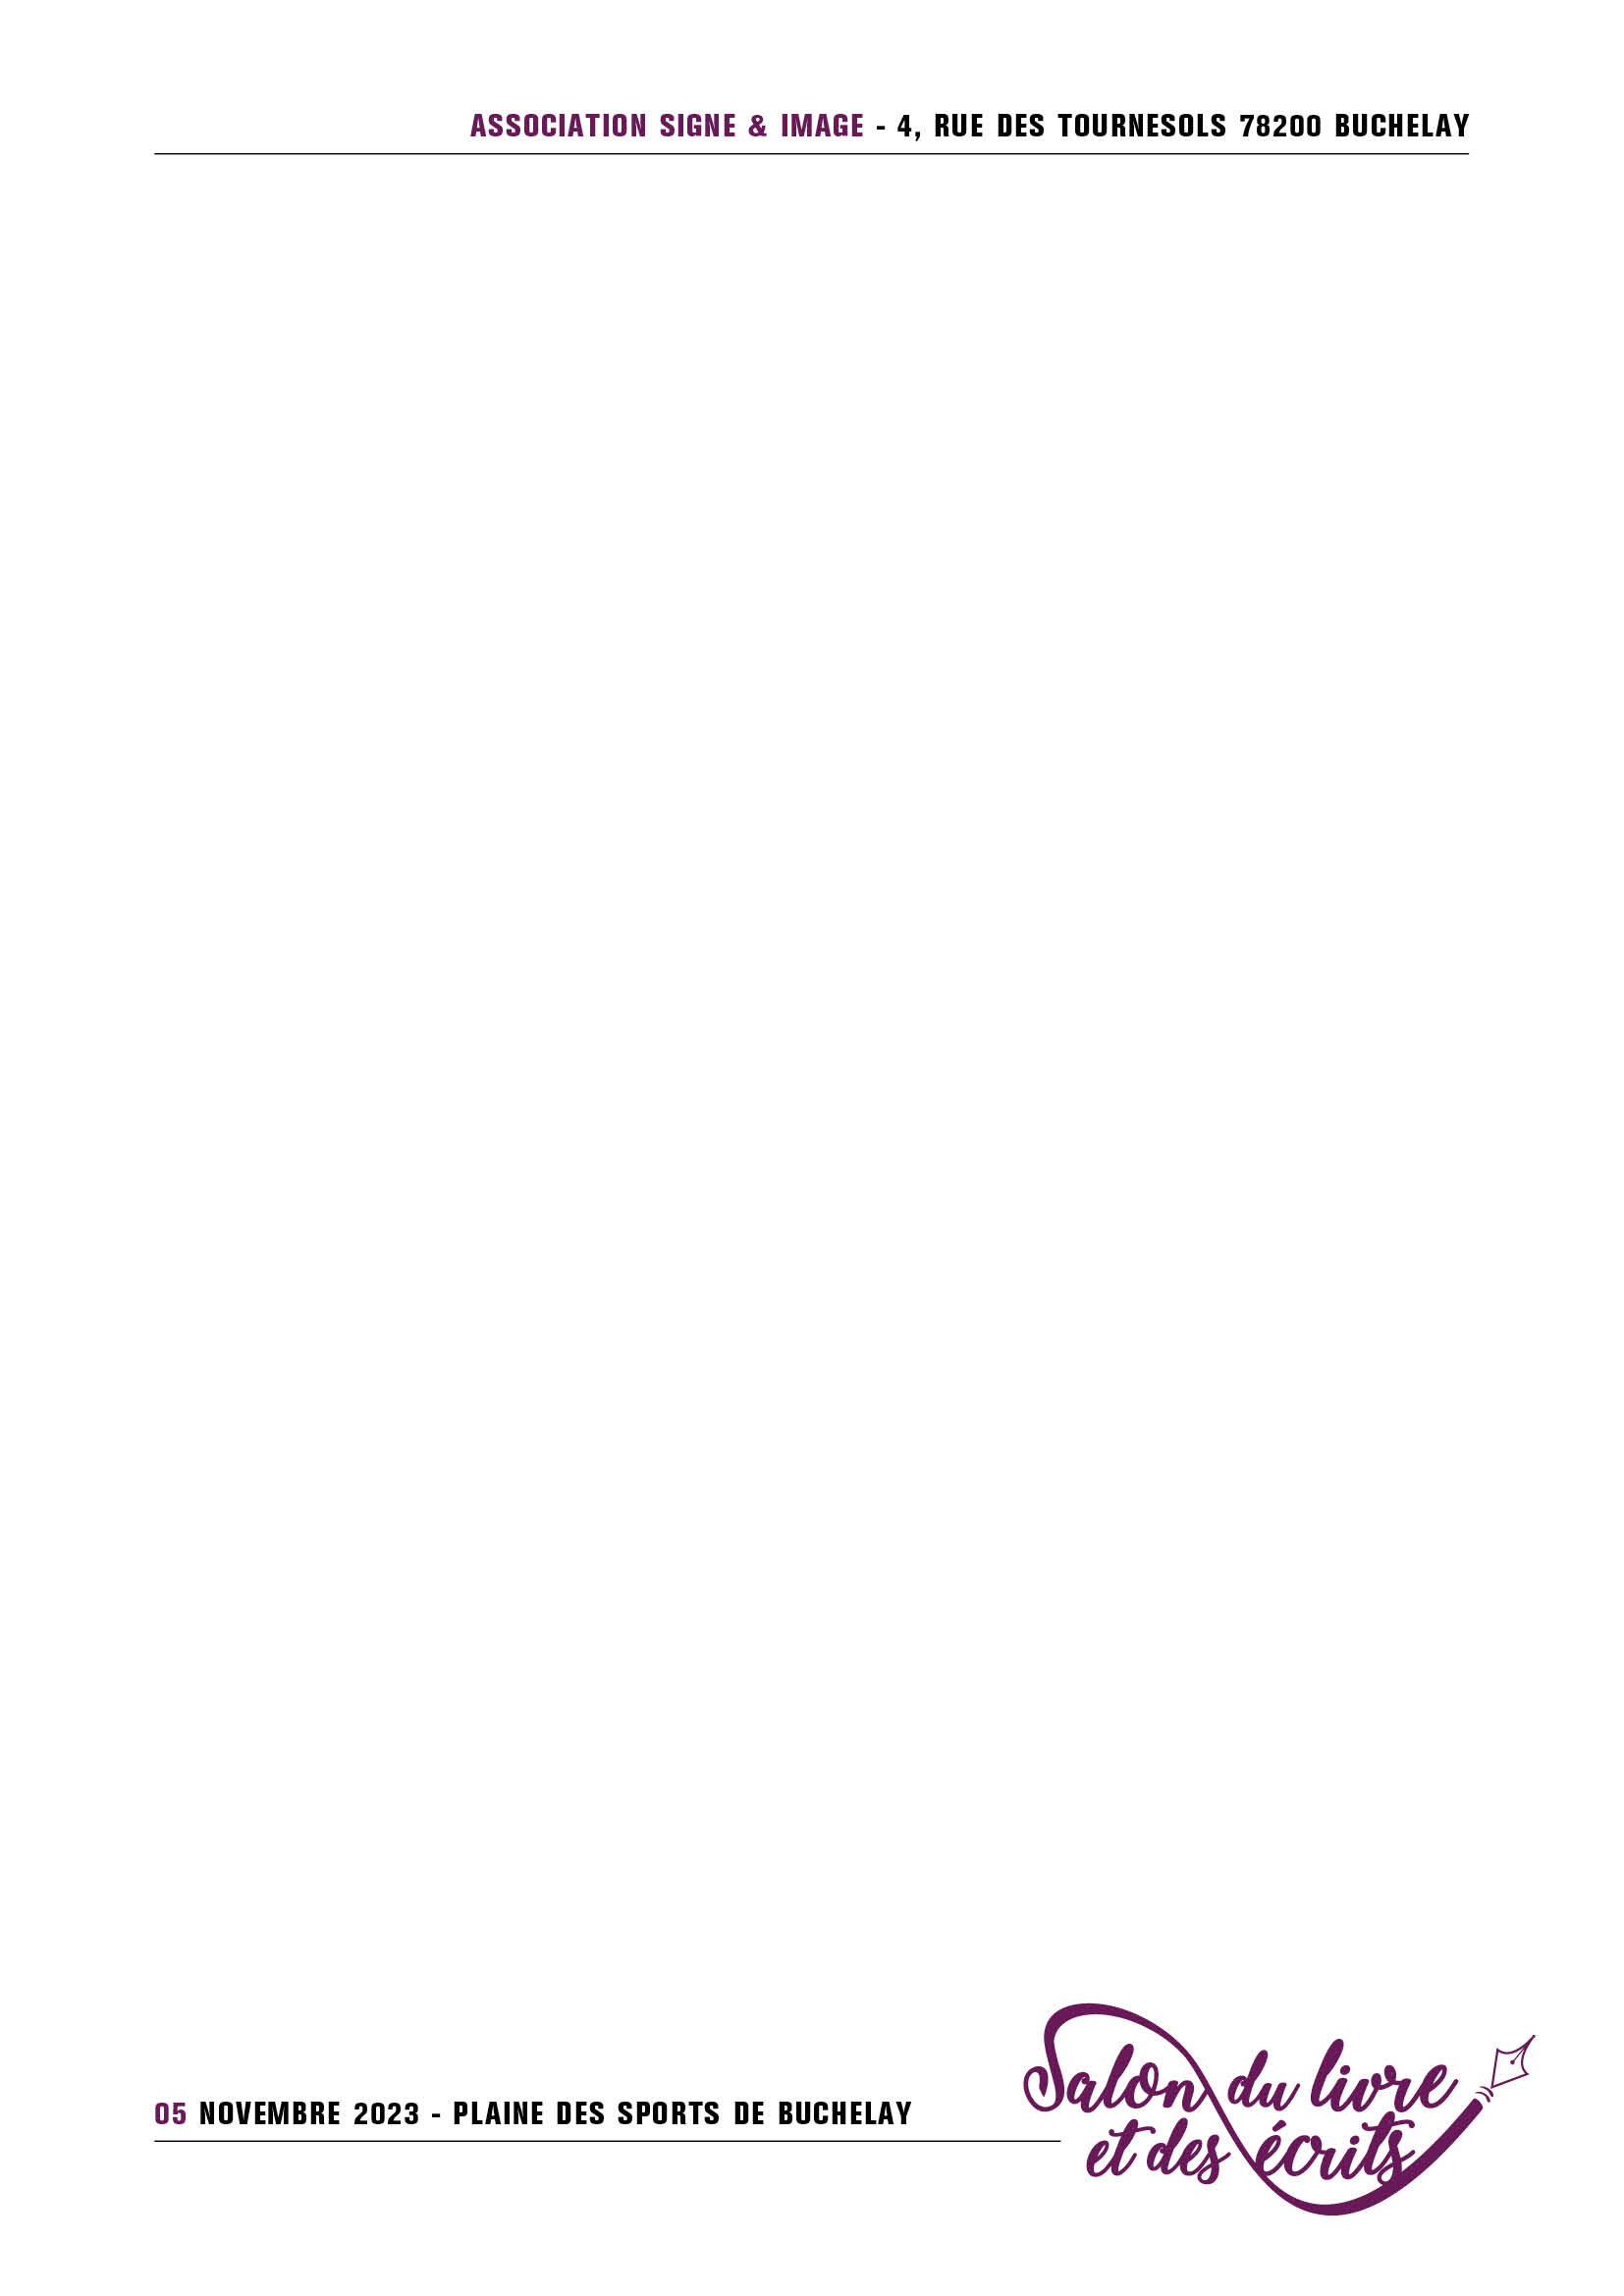 ASSOCIATION SIGNE & IMAGE - 4, RUE DES TOURNESOLS 78200 BUCHELAY
05 NOVEMBRE 2023 - PLAINE DES SPORTS DE BUCHELAY
Salon du livre
et des écrits